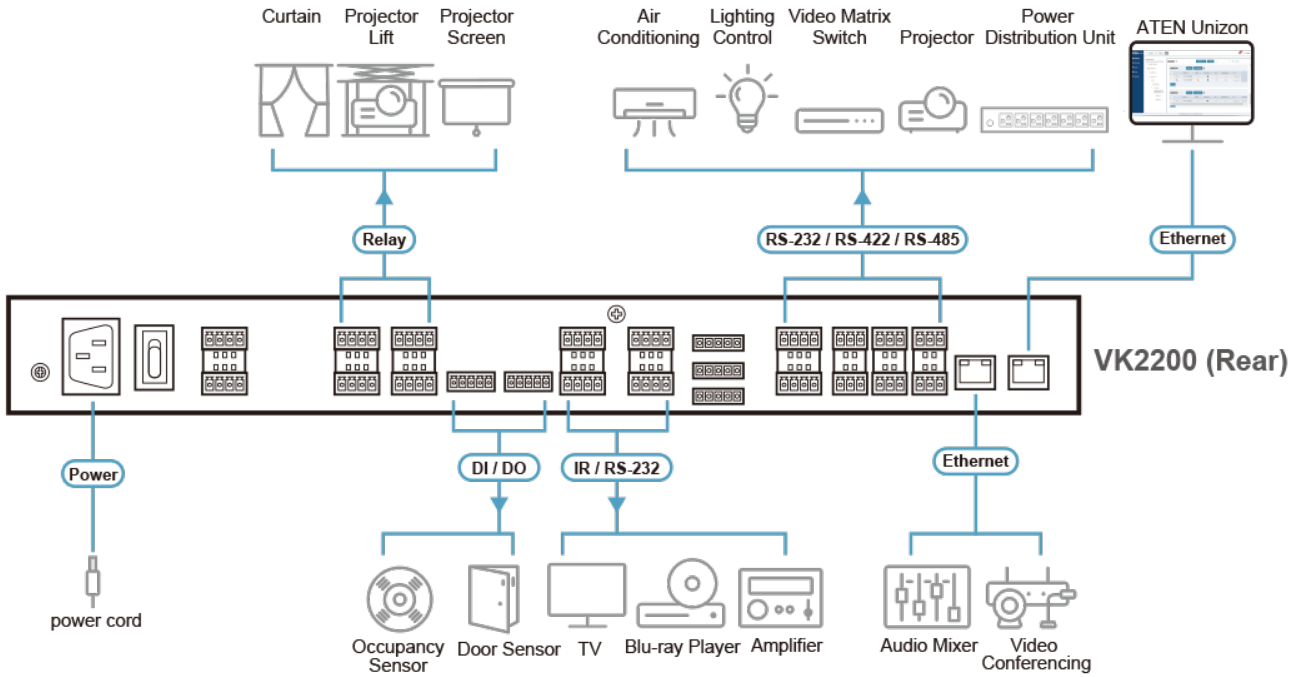 Curtain
Projector
Lift
Projector
Screen
Air
Conditioning
Lighting
Control
Video Matrix
Switch
Projector
Power
Distribution Unit
ATEN Unizon
Relay
RS-232 / RS-422 / RS-485
Ethernet
VK2200 (Rear)
Power
DI / DO
IR / RS-232
Ethernet
power cord
Occupancy
Sensor
Door Sensor
TV
Blu-ray Player
Amplifier
Audio Mixer
Video
Conferencing